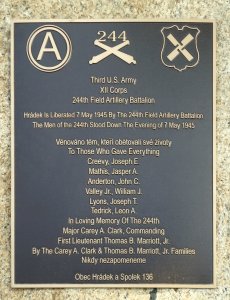 A
244
Third U.S. Army
XII Corps
244th Field Artillery Battalion
Hrádek Is Liberated 7 May 1945 By The 244th Field Artillery Battalion
The Men of the 244th Stood Down The Evening of 7 May 1945
Věnováno těm, kteří obětovali své životy
To Those Who Gave Everything
Creevy, Joseph E.
Mathis, Jasper A.
Anderton, John C.
Valley Jr., William J.
Lyons, Joseph T.
Tedrick, Leon A.
In Loving Memory Of The 244th
Major Carey A. Clark, Commanding
First Lieutenant Thomas B. Marriott, Jr.
By The Carey A. Clark & Thomas B. Marriott, Jr. Families
Nikdy nezapomeneme
Obec Hrádek a Spolek 136